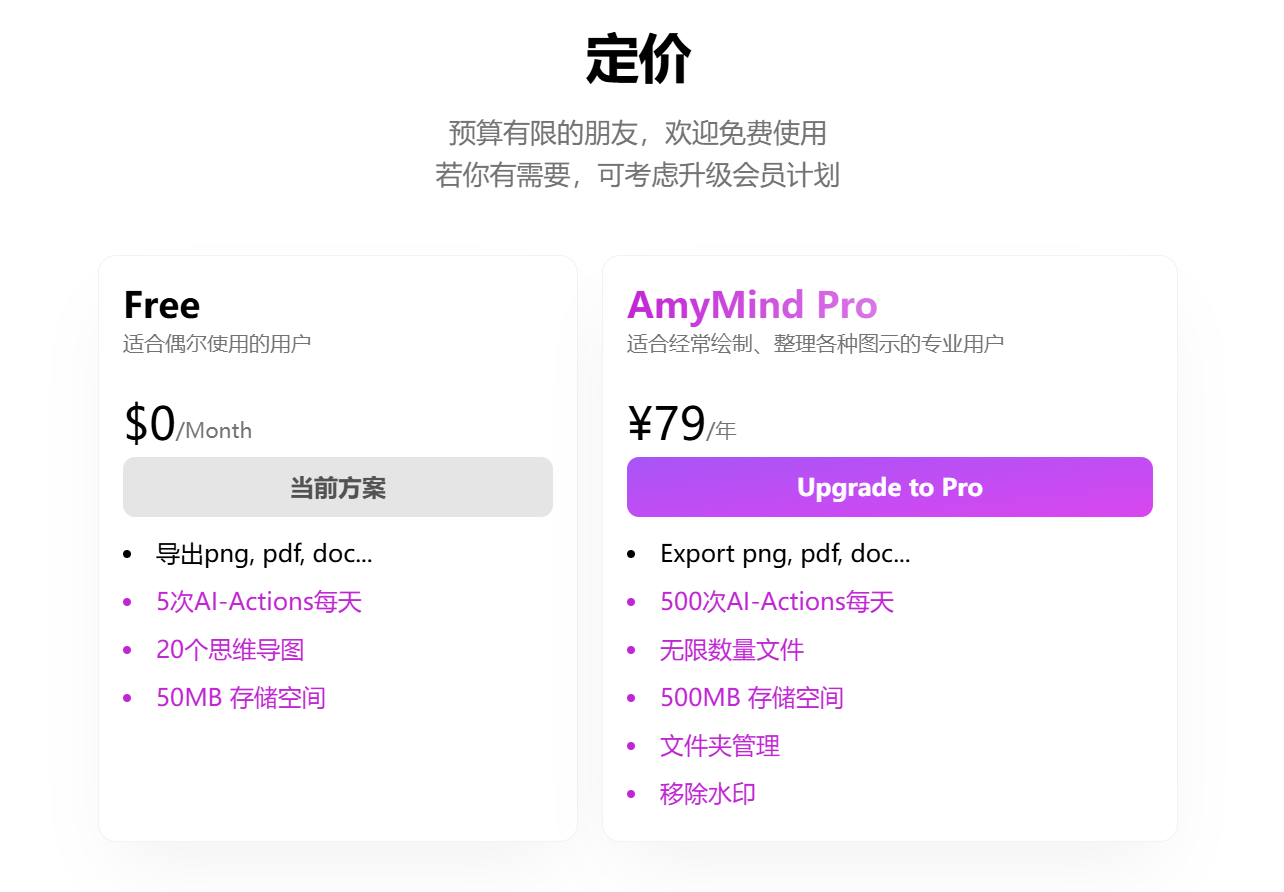 定价
预算有限的朋友，欢迎免费使用
若你有需要，可考虑升级会员计划
Free
适合偶尔使用的用户
$0/Month
当前方案
导出png, pdf, doc...
5次AI-Actions每天
20个思维导图
50MB 存储空间
AmyMind Pro
适合经常绘制、整理各种图示的专业用户
¥79/年
Upgrade to Pro
Export png, pdf, doc...
500次AI-Actions每天
无限数量文件
500MB 存储空间
文件夹管理
移除水印